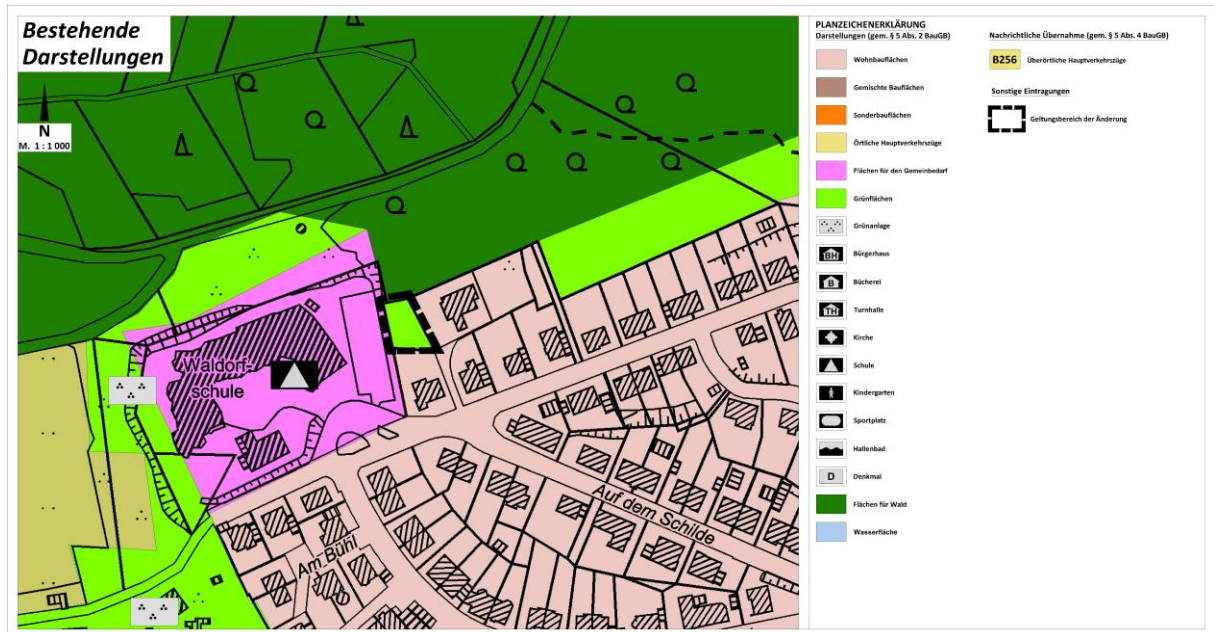 Bestehende
Darstellungen
N
M. 1 : 1 000
Waldorf-
schule
Auf dem Schilde
Am Bühl
PLANZEICHENERKLÄRUNG
Darstellungen (gem. § 5 Abs. 2 BauGB)
Wohnbauflächen
Gemischte Bauflächen
Sonderbauflächen
Örtliche Hauptverkehrszüge
Flächen für den Gemeinbedarf
Grünflächen
Grünanlage
BH Bürgerhaus
B Bücherei
TH Turnhalle
Kirche
Schule
Kindergarten
Sportplatz
Hallenbad
D Denkmal
Flächen für Wald
Wasserfläche
Nachrichtliche Übernahme (gem. § 5 Abs. 4 BauGB)
B256 Überörtliche Hauptverkehrszüge
Sonstige Eintragungen
Geltungsbereich der Änderung